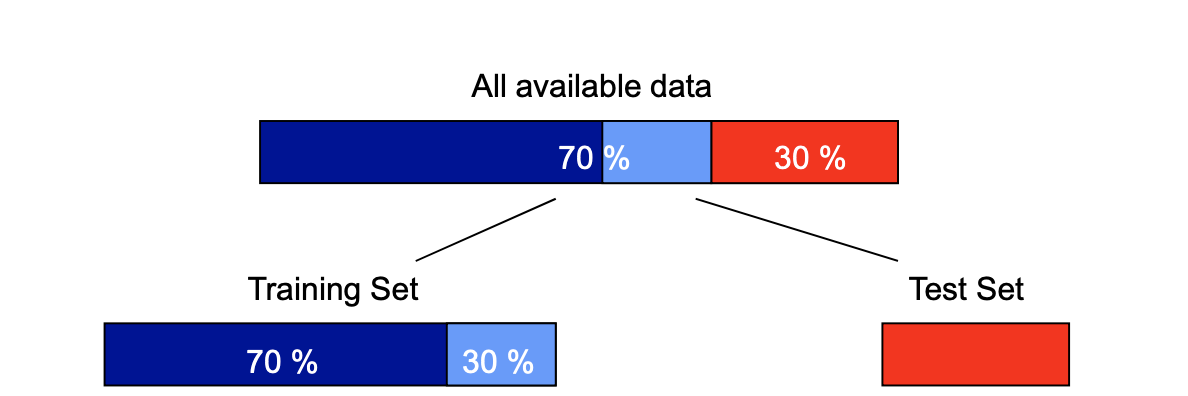 All available data
70 %
30 %
Training Set
Test Set
70 %
30 %